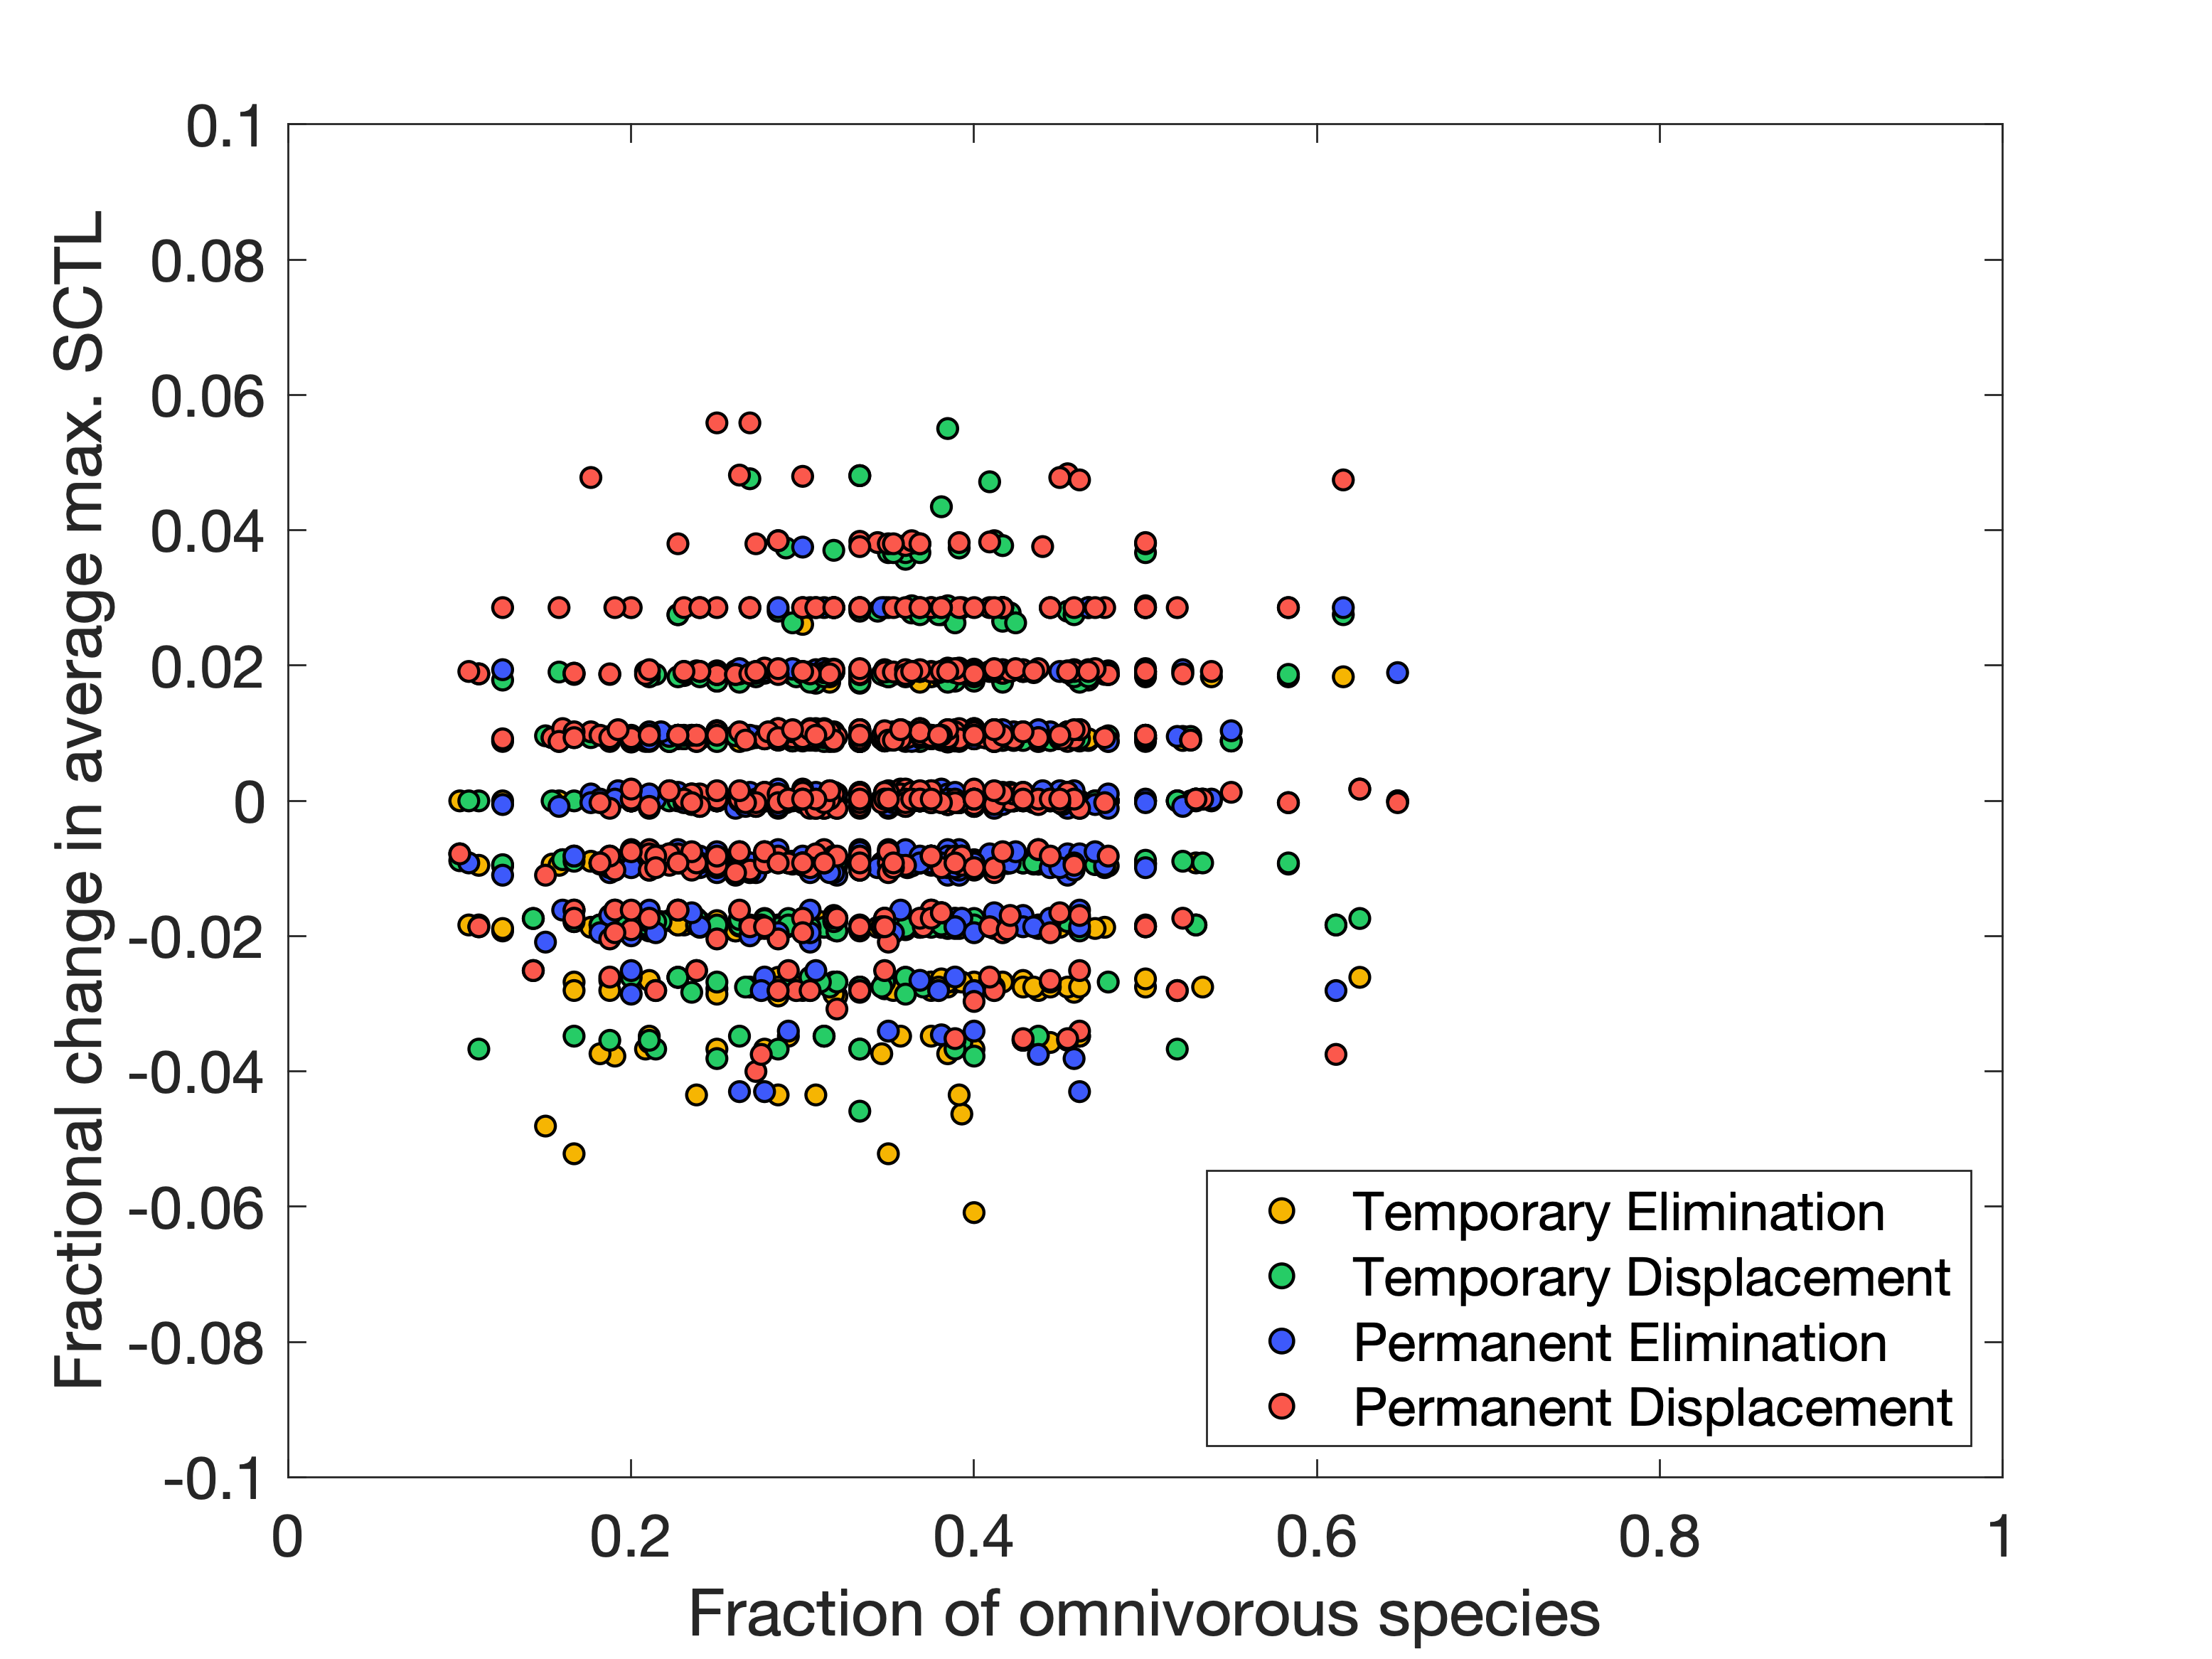 Fractional change in average max. SCTL
0.1
0.08
0.06
0.04
0.02
0
-0.02
-0.04
-0.06
-0.08
-0.1
0
0.2
0.4
0.6
0.8
1
Fraction of omnivorous species
Temporary Elimination
Temporary Displacement
Permanent Elimination
Permanent Displacement